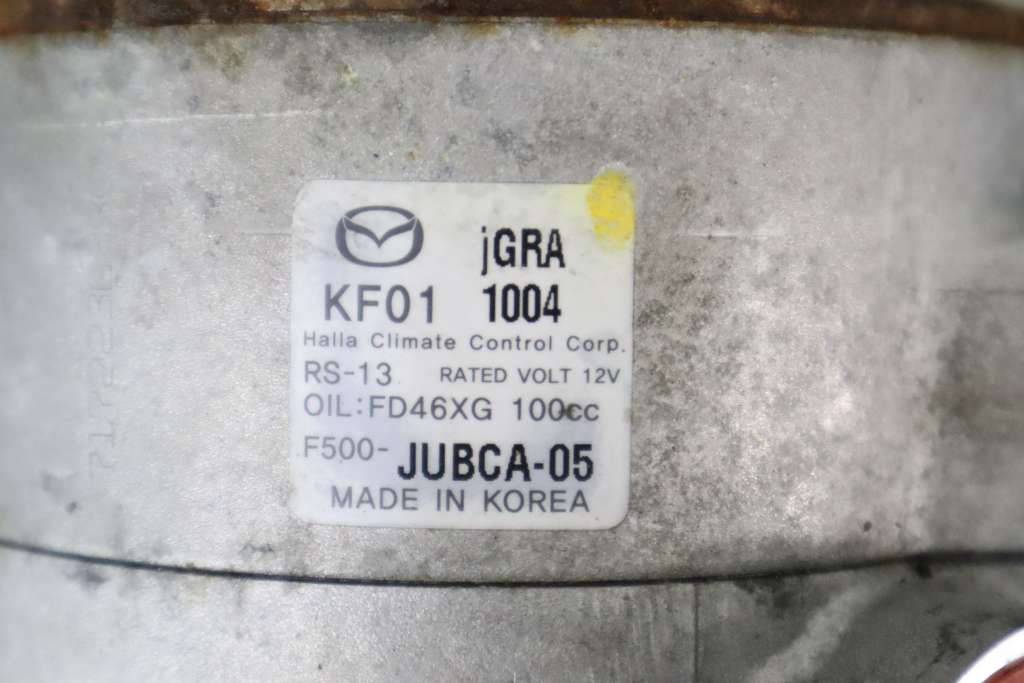 jGRA
KF01 1004
Halla Climate Control Corp.
RS-13 RATED VOLT 12V
OIL:FD46XG 100cc
F500-JUBCA-05
MADE IN KOREA